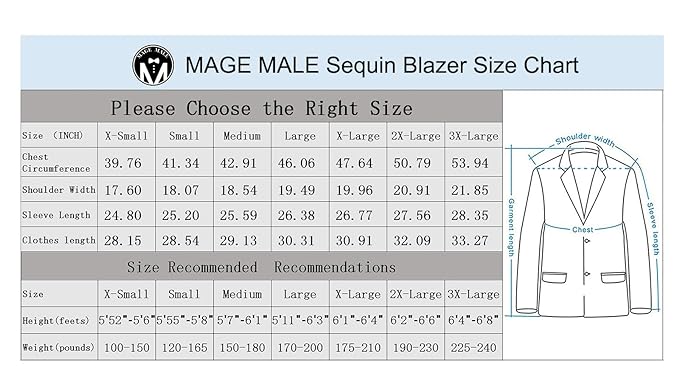 MAGE MALE
MAGE MALE Sequin Blazer Size Chart
Please Choose the Right Size
Size (INCH) X-Small Small Medium Large X-Large 2X-Large 3X-Large
Chest Circumference 39.76 41.34 42.91 46.06 47.64 50.79 53.94
Shoulder Width 17.60 18.07 18.54 19.49 19.96 20.91 21.85
Sleeve Length 24.80 25.20 25.59 26.38 26.77 27.56 28.35
Clothes length 28.15 28.54 29.13 30.31 30.91 32.09 33.27
Size Recommended Recommendations
Size X-Small Small Medium Large X-Large 2X-Large 3X-Large
Height(feets) 5'52"-5'6" 5'55"-5'8" 5'7"-6'1" 5'11"-6'3" 6'1"-6'4" 6'2"-6'6" 6'4"-6'8"
Weight(pounds) 100-150 120-165 150-180 170-200 175-210 190-230 225-240
Shoulder width
Garment length
Chest
Sleeve length